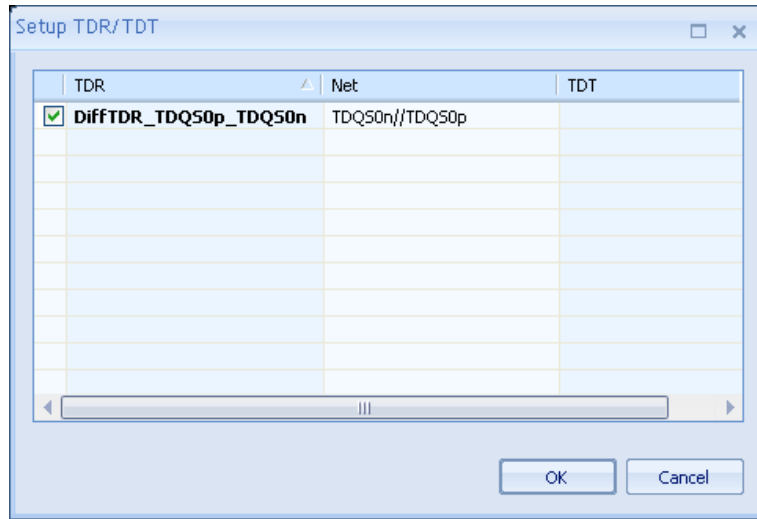 Setup TDR/TDT
TDR Net TDT
DiffTDR_TDQS0p_TDQS0n TDQS0n//TDQS0p
OK Cancel